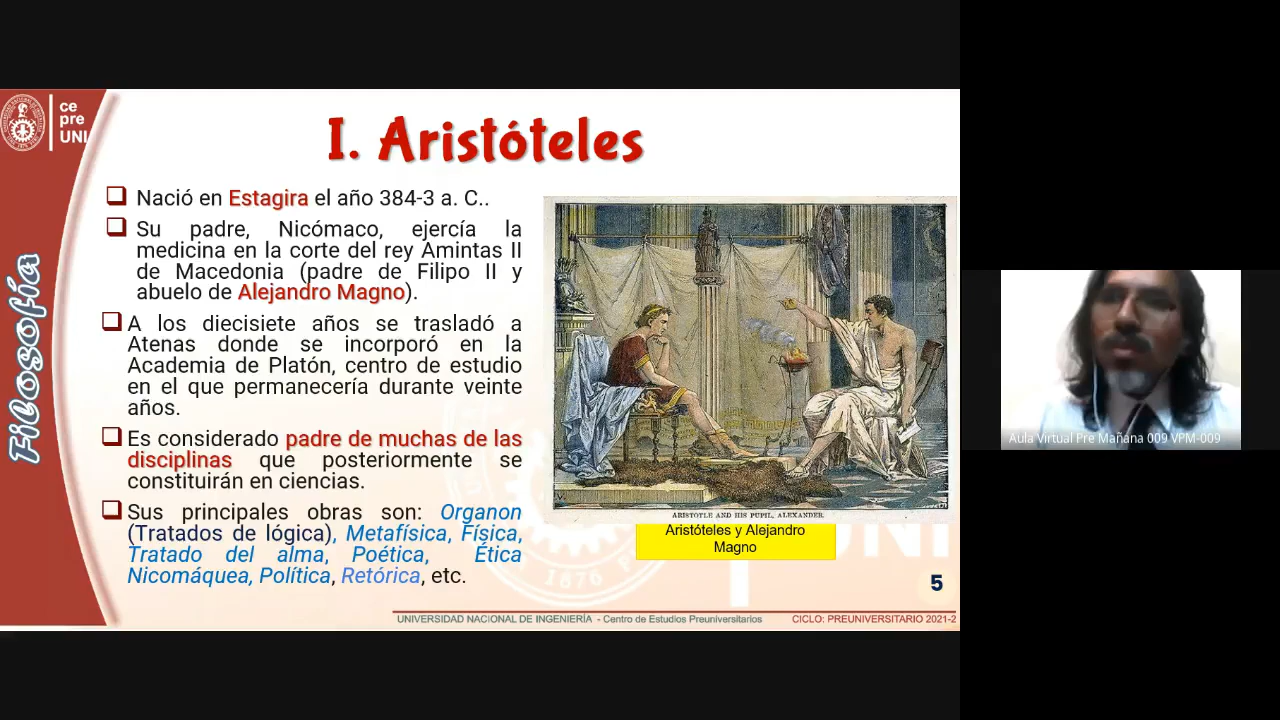 ce
pre
UNI
I. Aristóteles
Nació en Estagira el año 384-3 a. C..
Su padre, Nicómaco, ejercía la
medicina en la corte del rey Amintas II
de Macedonia (padre de Filipo II y
abuelo de Alejandro Magno).
A los diecisiete años se trasladó a
Atenas donde se incorporó en la
Academia de Platón, centro de estudio
en el que permanecería durante veinte
años.
Es considerado padre de muchas de las
disciplinas que posteriormente se
constituirán en ciencias.
Sus principales obras son: Organon
(Tratados de lógica), Metafísica, Física,
Tratado del alma, Poética, Ética
Nicomáquea, Política, Retórica, etc.
Filosofía
ARISTOTLE AND HIS PUPIL, ALEXANDER.
Aristóteles y Alejandro
Magno
UNI
1876
5
UNIVERSIDAD NACIONAL DE INGENIERÍA - Centro de Estudios Preuniversitarios
CICLO: PREUNIVERSITARIO 2021-2
Aula Virtual Pre Mañana 009 VPM-009